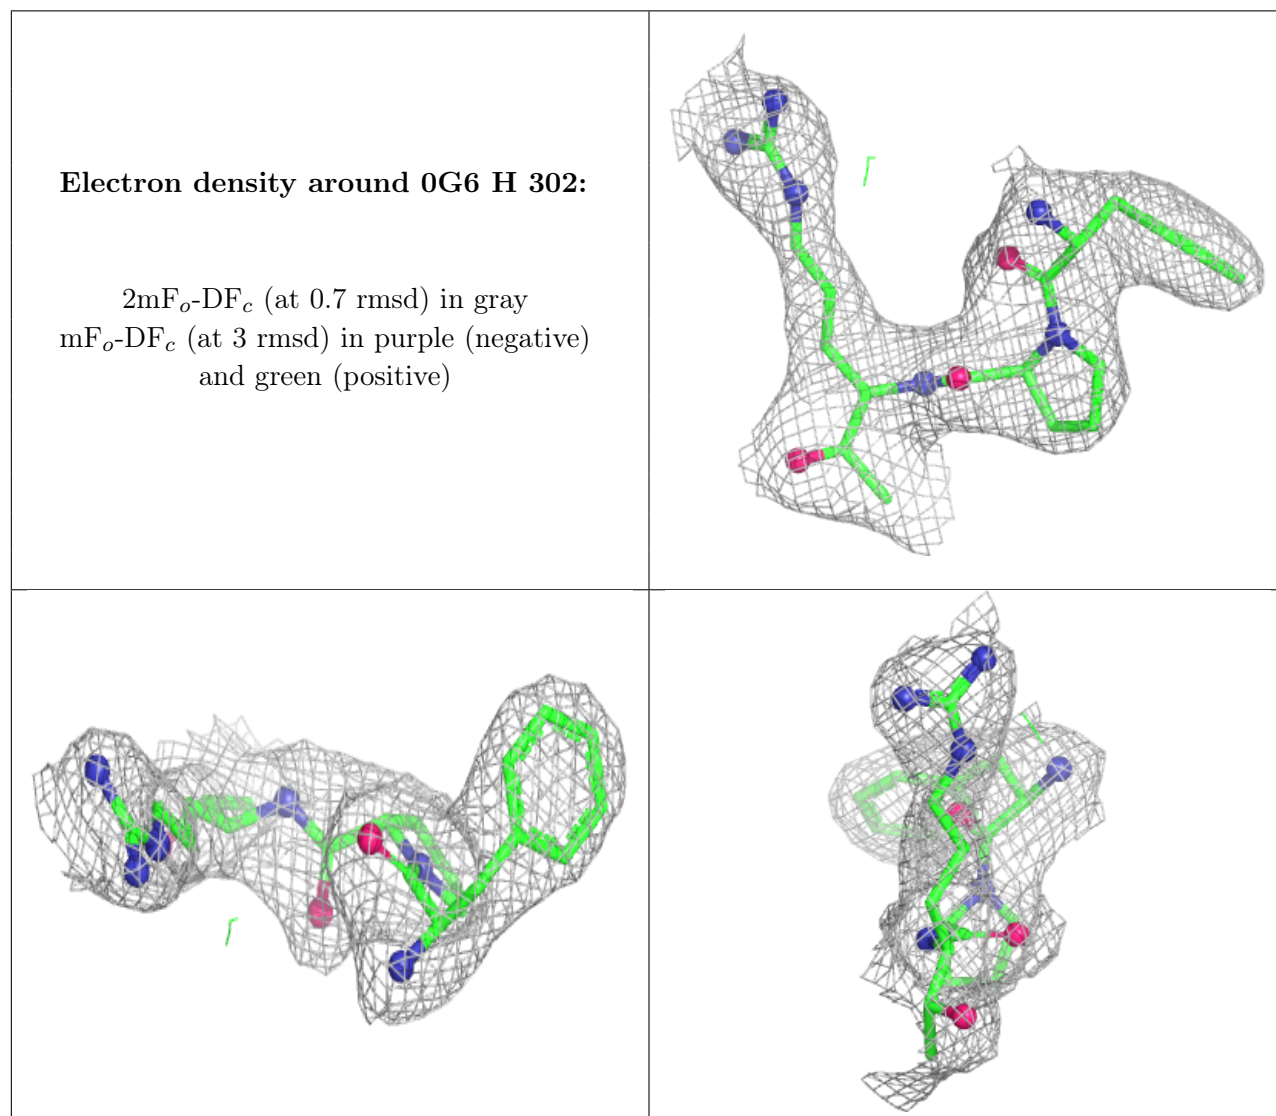 Electron density around 0G6 H 302:
2mFₒ-DF𝒸 (at 0.7 rmsd) in gray
mFₒ-DF𝒸 (at 3 rmsd) in purple (negative)
and green (positive)